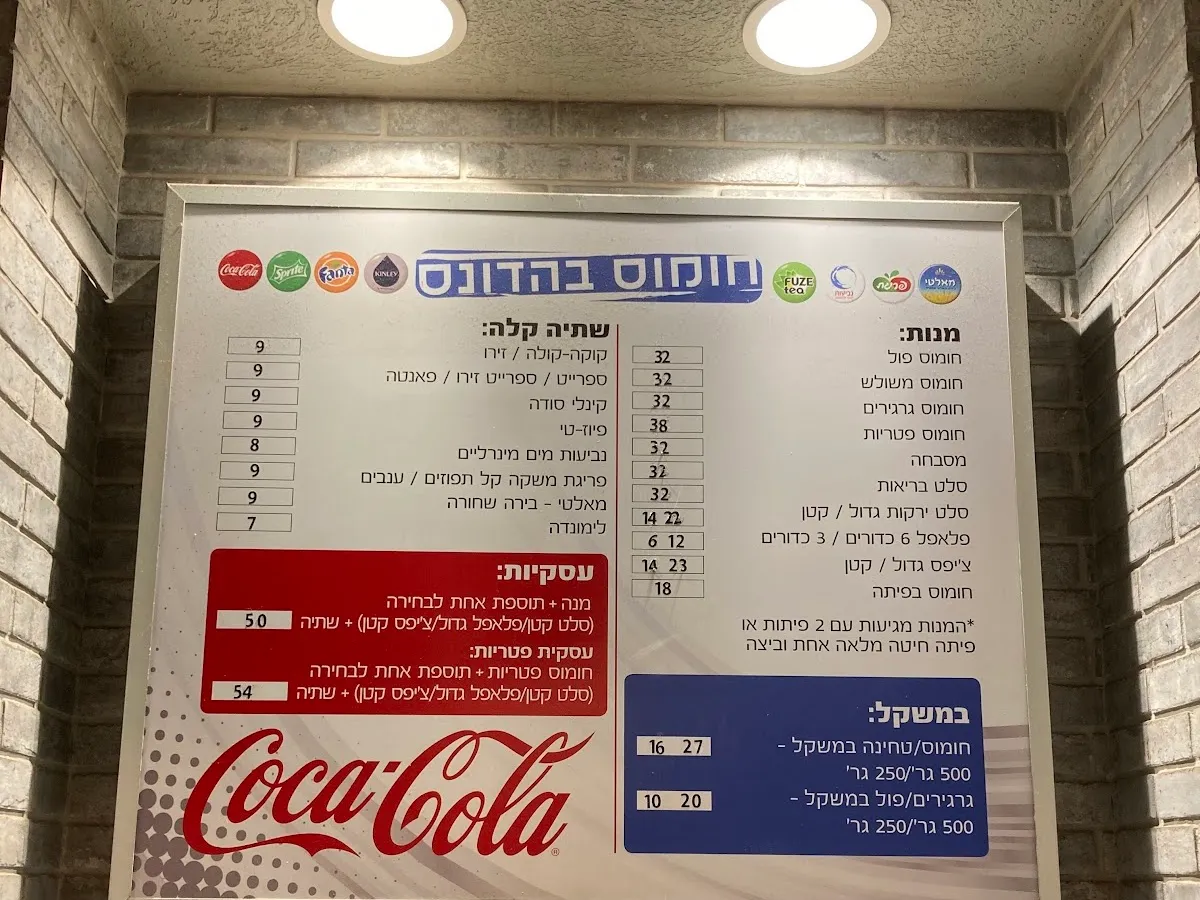 Coca-Cola
Sprite
Fanta
KINLEY
חומוס בהדונס
FUZE tea
נביעות
פריגת
מאלטי
מנות:
חומוס פול 32
חומוס משולש 32
חומוס גרגירים 32
חומוס פטריות 38
מסבחה 32
סלט בריאות 32
32
סלט ירקות גדול / קטן 14 22
פלאפל 6 כדורים / 3 כדורים 6 12
צ'יפס גדול / קטן 14 23
חומוס בפיתה 18
*המנות מגיעות עם 2 פיתות או
פיתה חיטה מלאה אחת וביצה
במשקל:
חומוס/טחינה במשקל - 16 27
500 גר'/250 גר'
גרגירים/פול במשקל - 10 20
500 גר'/250 גר'
שתיה קלה:
קוקה-קולה / זירו 9
ספרייט / ספרייט זירו / פאנטה 9
קינלי סודה 9
פיוז-טי 9
נביעות מים מינרליים 8
פריגת משקה קל תפוזים / ענבים 9
מאלטי - בירה שחורה 9
לימונדה 7
עסקיות:
מנה + תוספת אחת לבחירה
(סלט קטן/פלאפל גדול/צ'יפס קטן) + שתיה 50
עסקית פטריות:
חומוס פטריות + תוספת אחת לבחירה
(סלט קטן/פלאפל גדול/צ'יפס קטן) + שתיה 54
Coca-Cola